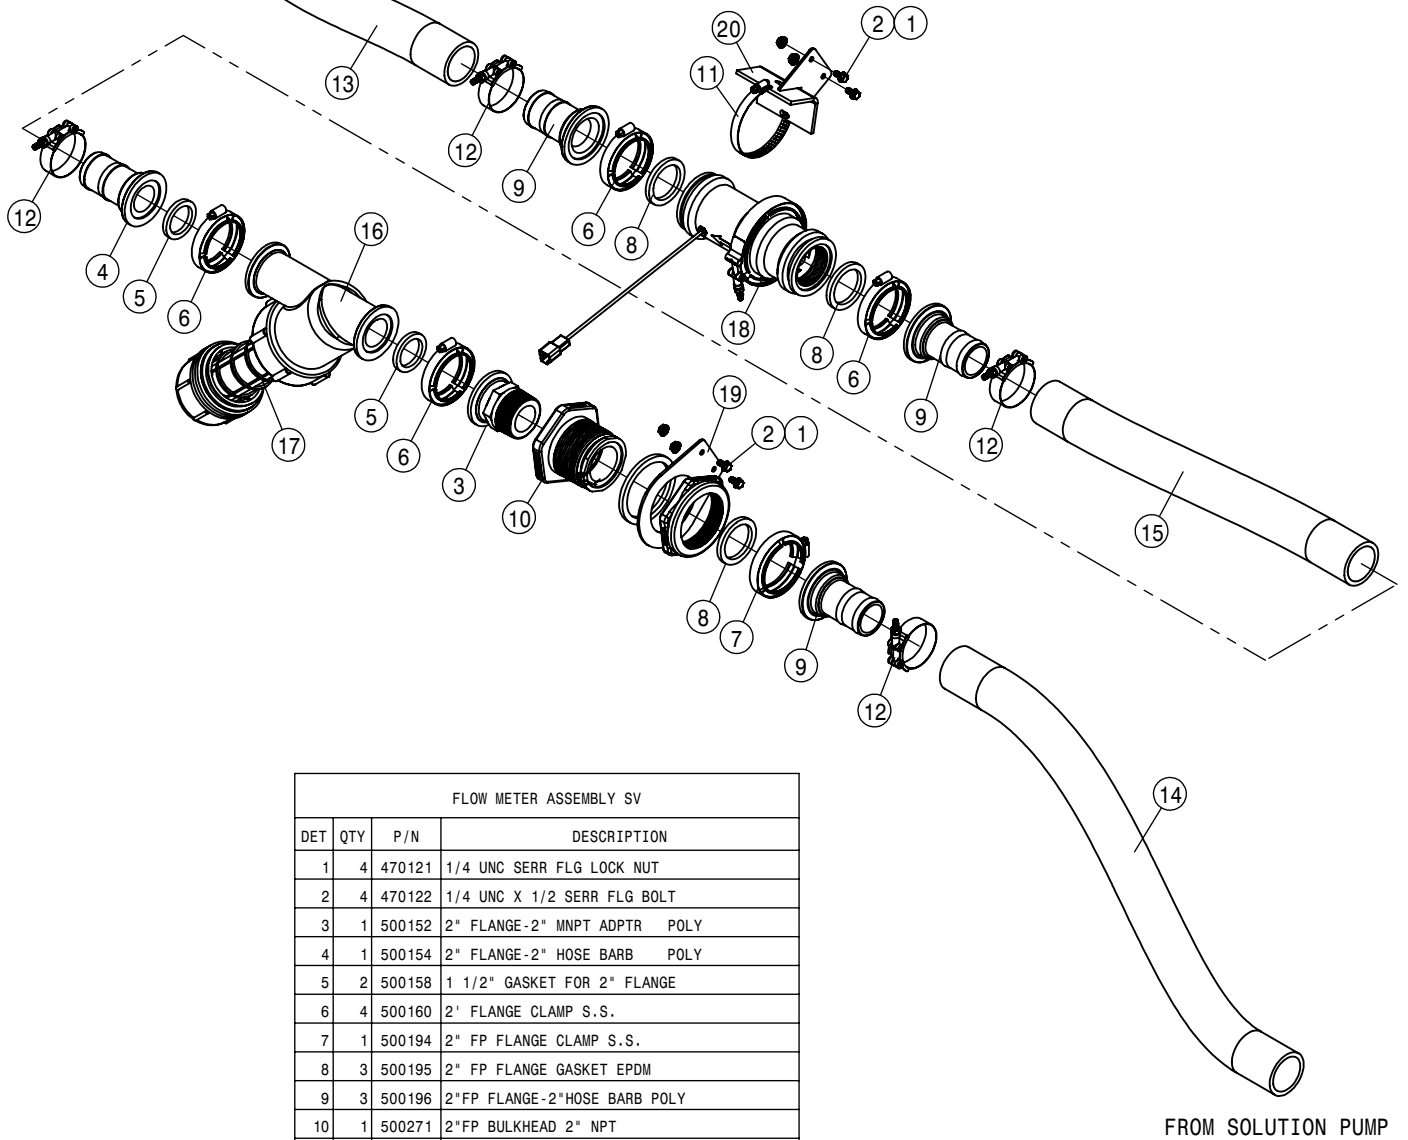 13
12
9
6
8
20
11
2 1
12
4
5
6
16
17
18
8
6
9
12
15
5
6
3
10
19
2 1
8
7
9
12
14
FLOW METER ASSEMBLY SV
DET QTY P/N DESCRIPTION
1 4 470121 1/4 UNC SERR FLG LOCK NUT
2 4 470122 1/4 UNC X 1/2 SERR FLG BOLT
3 1 500152 2" FLANGE-2" MNPT ADPTR POLY
4 1 500154 2" FLANGE-2" HOSE BARB POLY
5 2 500158 1 1/2" GASKET FOR 2" FLANGE
6 4 500160 2' FLANGE CLAMP S.S.
7 1 500194 2" FP FLANGE CLAMP S.S.
8 3 500195 2" FP FLANGE GASKET EPDM
9 3 500196 2"FP FLANGE-2"HOSE BARB POLY
10 1 500271 2"FP BULKHEAD 2" NPT
FROM SOLUTION PUMP